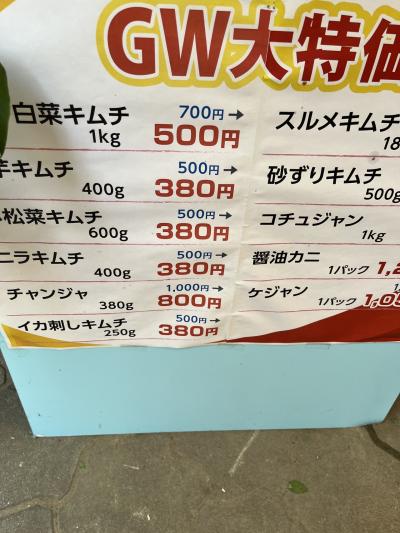 GW大特価
白菜キムチ 700円→
1kg 500円
キムチ 500円→
400g 380円
松菜キムチ 500円→
600g 380円
ニラキムチ 500円→
400g 380円
チャンジャ 1,000円→
380g 800円
イカ刺しキムチ 500円→
250g 380円
スルメキムチ
18
砂ずりキムチ
500g
コチュジャン
1kg
醤油カニ
1パック 1,2
ケジャン
1パック 1,05